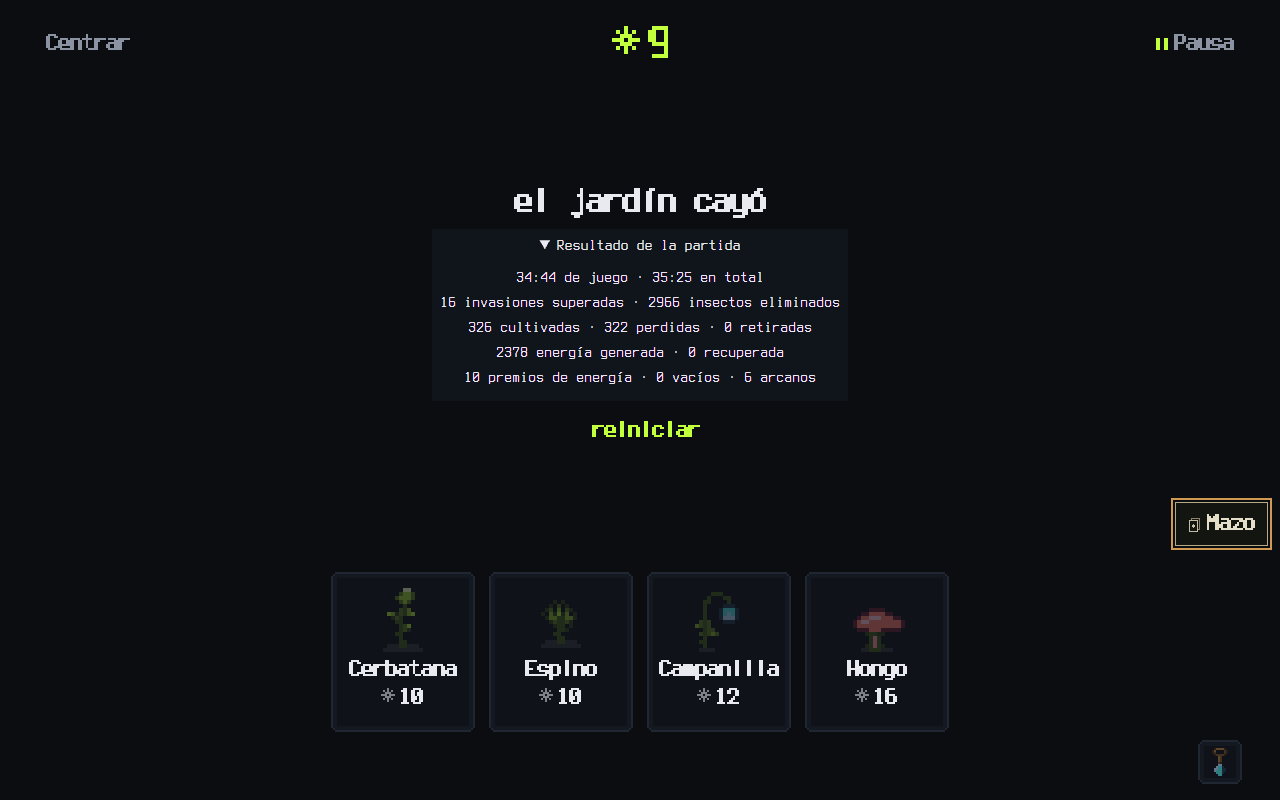 Centrar
9
Pausa
el jardín cayó
▼ Resultado de la partida
34:44 de juego · 35:25 en total
16 invasiones superadas · 2966 insectos eliminados
326 cultivadas · 322 perdidas · 0 retiradas
2378 energía generada · 0 recuperada
10 premios de energía · 0 vacíos · 6 arcanos
reiniciar
Mazo
Cerbatana
10
Espino
10
Campanilla
12
Hongo
16